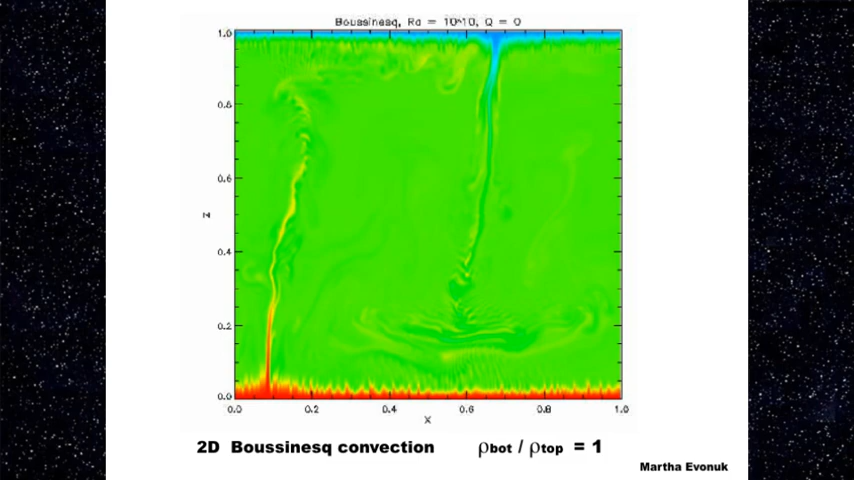 Boussinesq, Ra = 10^10, Q = 0
1.0
0.8
0.6
z
0.4
0.2
0.0
0.0 0.2 0.4 0.6 0.8 1.0
x
2D Boussinesq convection ρbot / ρtop = 1
Martha Evonuk